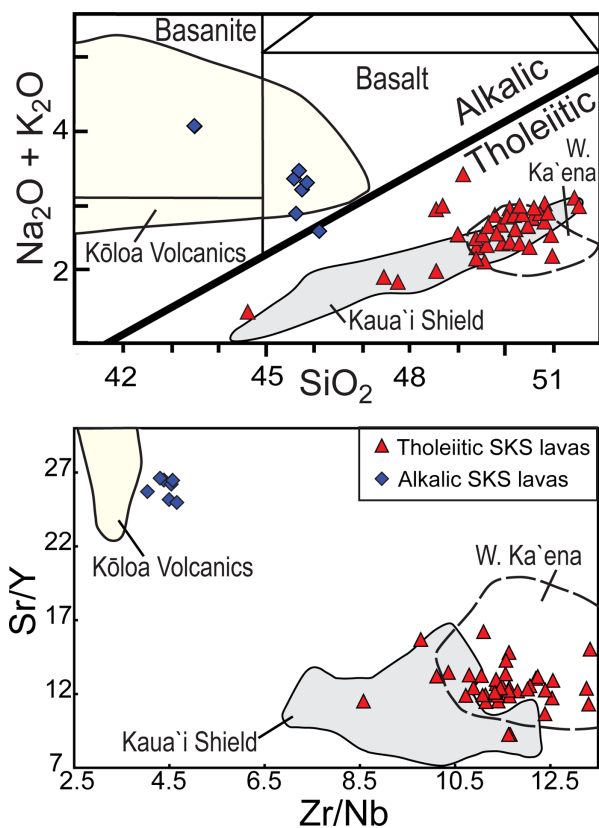 Basanite
Basalt
Alkalic
Tholeiitic
W.
Ka`ena
Kōloa Volcanics
Kaua`i Shield
Na₂O + K₂O
4
2
42
45
48
51
SiO₂
Tholeiitic SKS lavas
Alkalic SKS lavas
Kōloa Volcanics
W. Ka`ena
Kaua`i Shield
Sr/Y
27
22
17
12
7
2.5
4.5
6.5
8.5
10.5
12.5
Zr/Nb